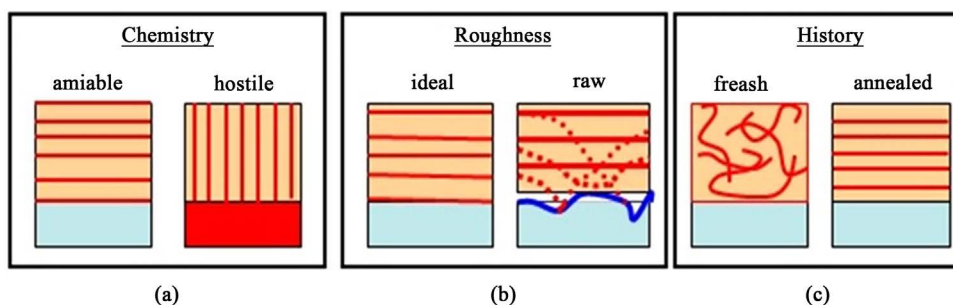 Chemistry
amiable hostile
Roughness
ideal raw
History
freash annealed
(a) (b) (c)